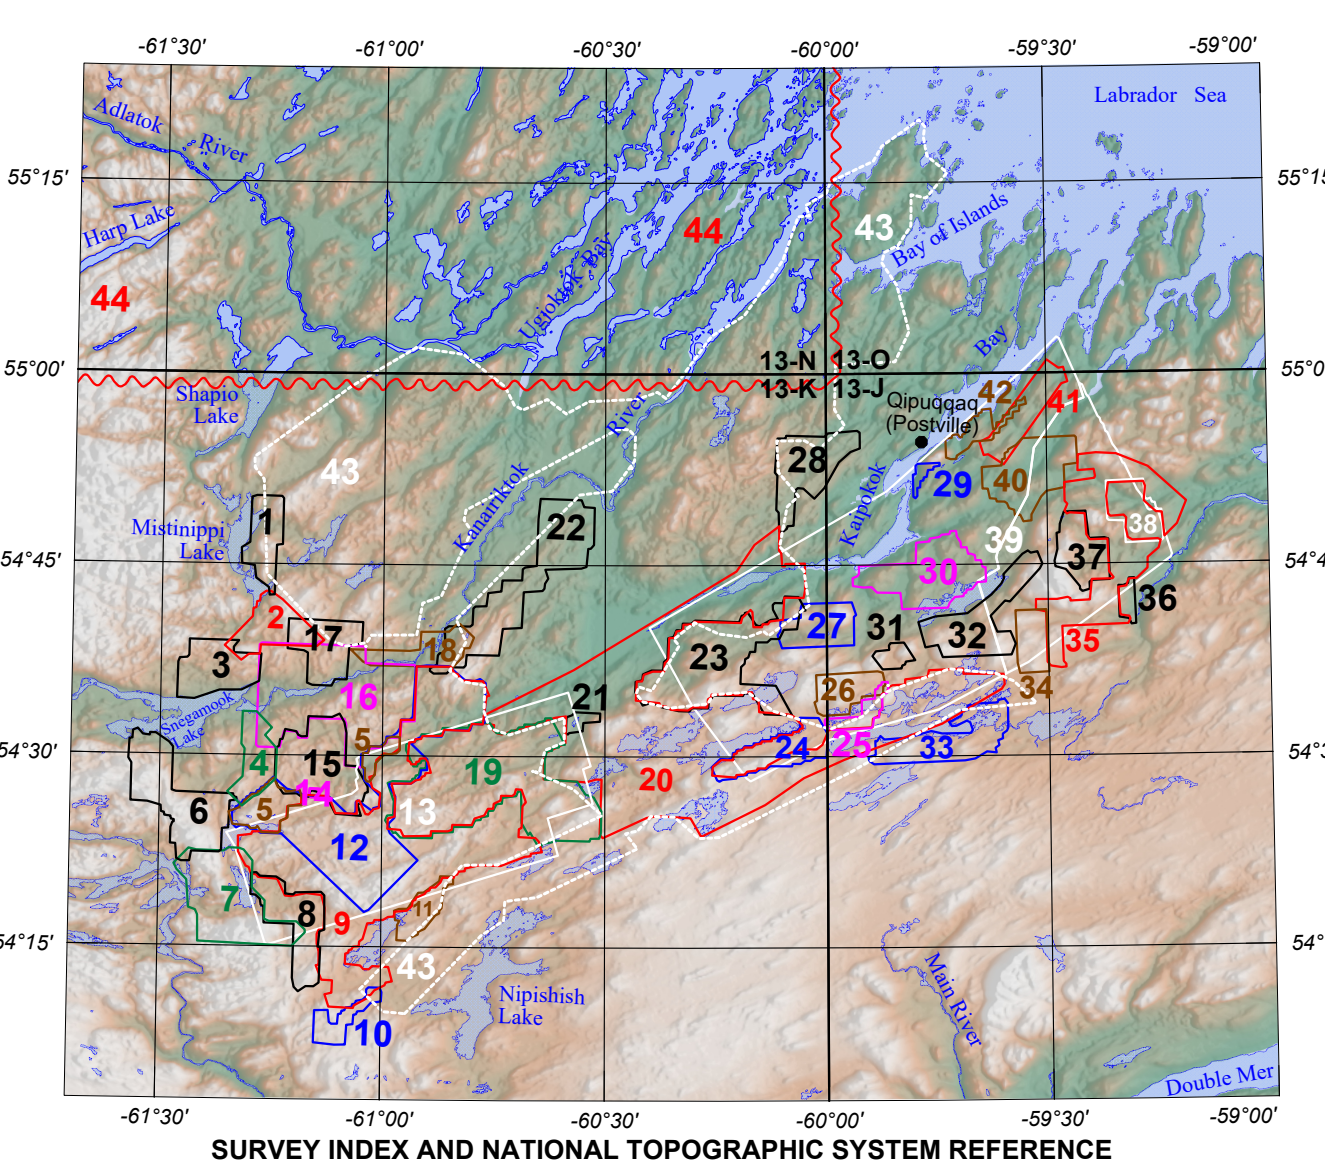 -61°30'
-61°00'
-60°30'
-60°00'
-59°30'
-59°00'
Labrador Sea
Adlatok
River
55°15'
55°15
Harp Lake
44
43
Bay of Islands
44
Ugjoktok Bay
Bay
55°00'
13-N
13-O
55°0
13-K
13-J
Shapio
Lake
River
Qipuqqaq
(Postville)
42
41
43
28
29
40
Kanairiktok
Kaipokok
1
22
Mistinippi
Lake
38
39
37
54°45'
54°4
30
36
2
17
27
31
32
35
3
18
23
16
26
34
21
Snegamook
Lake
5
25
24
33
54°30'
54°3
4
15
19
20
14
6
5
13
12
7
8
9
11
54°15'
54°
43
Main River
Nipishish
Lake
10
Double Mer
-61°30'
-61°00'
-60°30'
-60°00'
-59°30'
-59°00'
SURVEY INDEX AND NATIONAL TOPOGRAPHIC SYSTEM REFERENCE